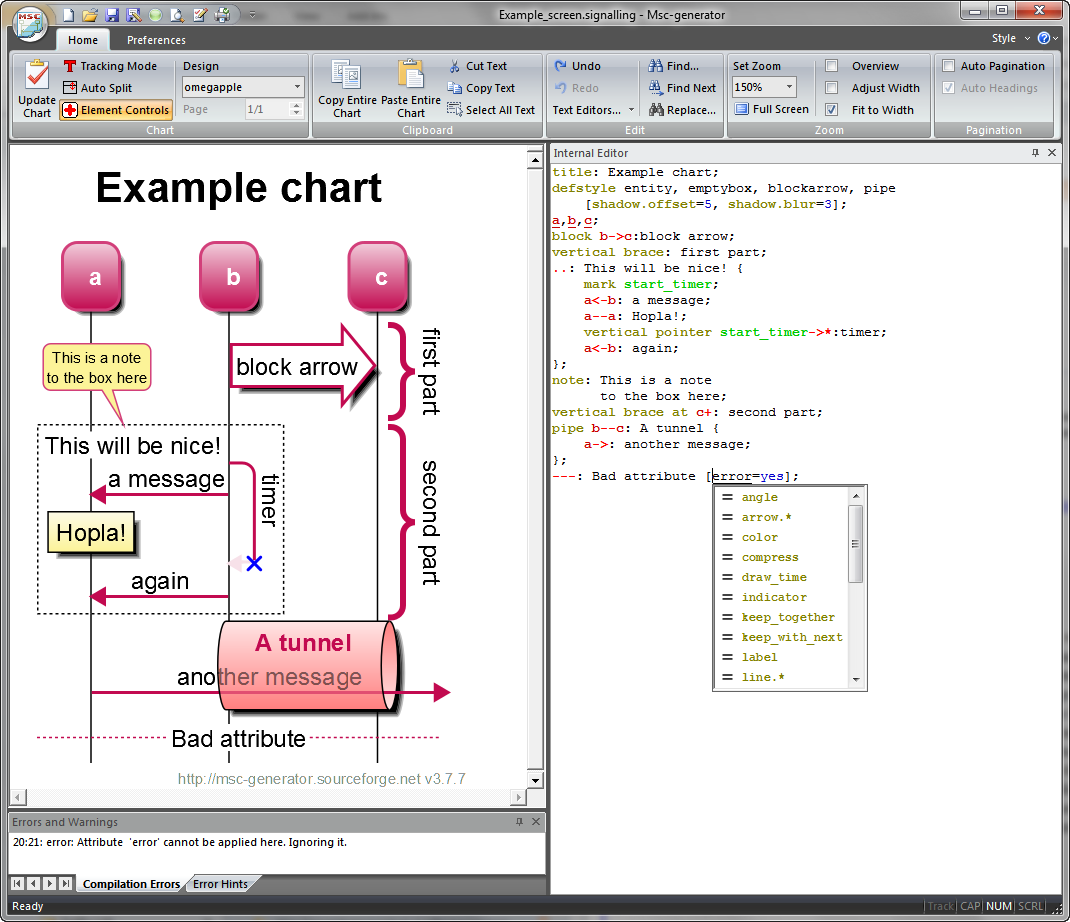 Example_screen.signalling - Msc-generator
MSC
Home
Preferences
Style
Update
Chart
Tracking Mode
Auto Split
Element Controls
Design
omegapple
Page
1/1
Chart
Copy Entire
Chart
Paste Entire
Chart
Cut Text
Copy Text
Select All Text
Clipboard
Undo
Redo
Text Editors...
Find...
Find Next
Replace...
Edit
Set Zoom
150%
Full Screen
Overview
Adjust Width
Fit to Width
Zoom
Auto Pagination
Auto Headings
Pagination
Example chart
a
b
c
block arrow
first part
This is a note
to the box here
This will be nice!
a message
timer
Hopla!
again
second part
A tunnel
another message
Bad attribute
http://msc-generator.sourceforge.net v3.7.7
Internal Editor
title: Example chart;
defstyle entity, emptybox, blockarrow, pipe
[shadow.offset=5, shadow.blur=3];
a,b,c;
block b->c:block arrow;
vertical brace: first part;
..: This will be nice! {
mark start_timer;
a<-b: a message;
a--a: Hopla!;
vertical pointer start_timer->*:timer;
a<-b: again;
};
note: This is a note
to the box here;
vertical brace at c+: second part;
pipe b--c: A tunnel {
a->: another message;
};
---: Bad attribute [error=yes];
= angle
= arrow.*
= color
= compress
= draw_time
= indicator
= keep_together
= keep_with_next
= label
= line.*
Errors and Warnings
20:21: error: Attribute 'error' cannot be applied here. Ignoring it.
Compilation Errors
Error Hints
Ready
Track
CAP
NUM
SCRL